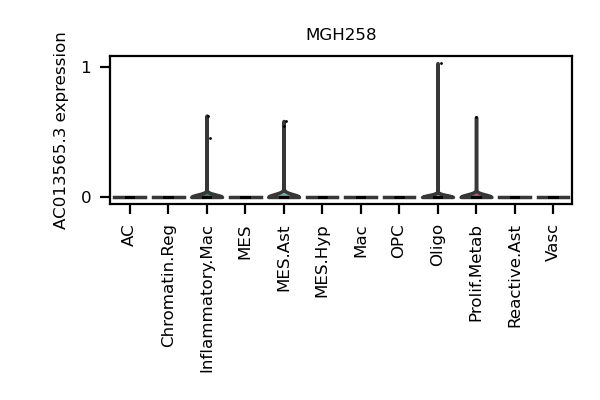 MGH258
AC013565.3 expression
1
0
AC
Chromatin.Reg
Inflammatory.Mac
MES
MES.Ast
MES.Hyp
Mac
OPC
Oligo
Prolif.Metab
Reactive.Ast
Vasc